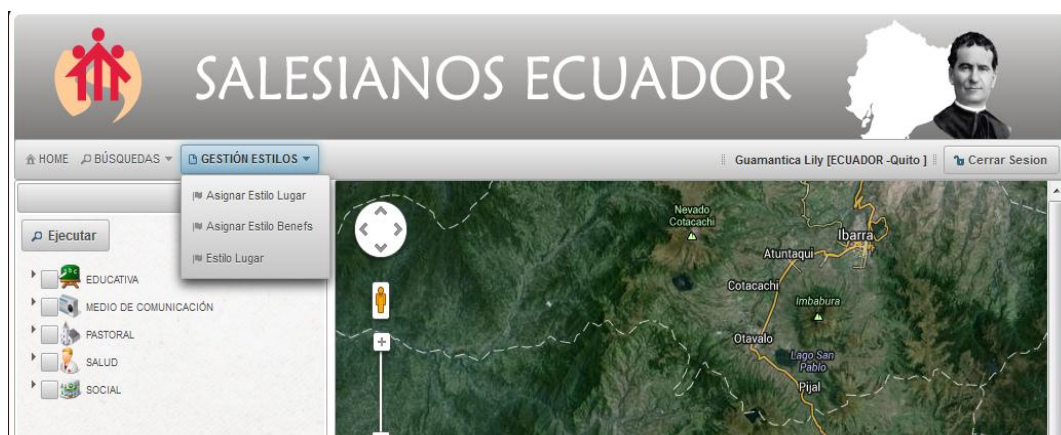 SALESIANOS ECUADOR
HOME BÚSQUEDAS GESTIÓN ESTILOS Guamantica Lily [ECUADOR -Quito ] Cerrar Sesion
Asignar Estilo Lugar
Asignar Estilo Benefs
Estilo Lugar
Ejecutar
EDUCATIVA
MEDIO DE COMUNICACIÓN
PASTORAL
SALUD
SOCIAL
Nevado
Cotacachi
Ibarra
Atuntaqui
Cotacachi
Imbabura
Otavalo
Lago San
Pablo
Pijal